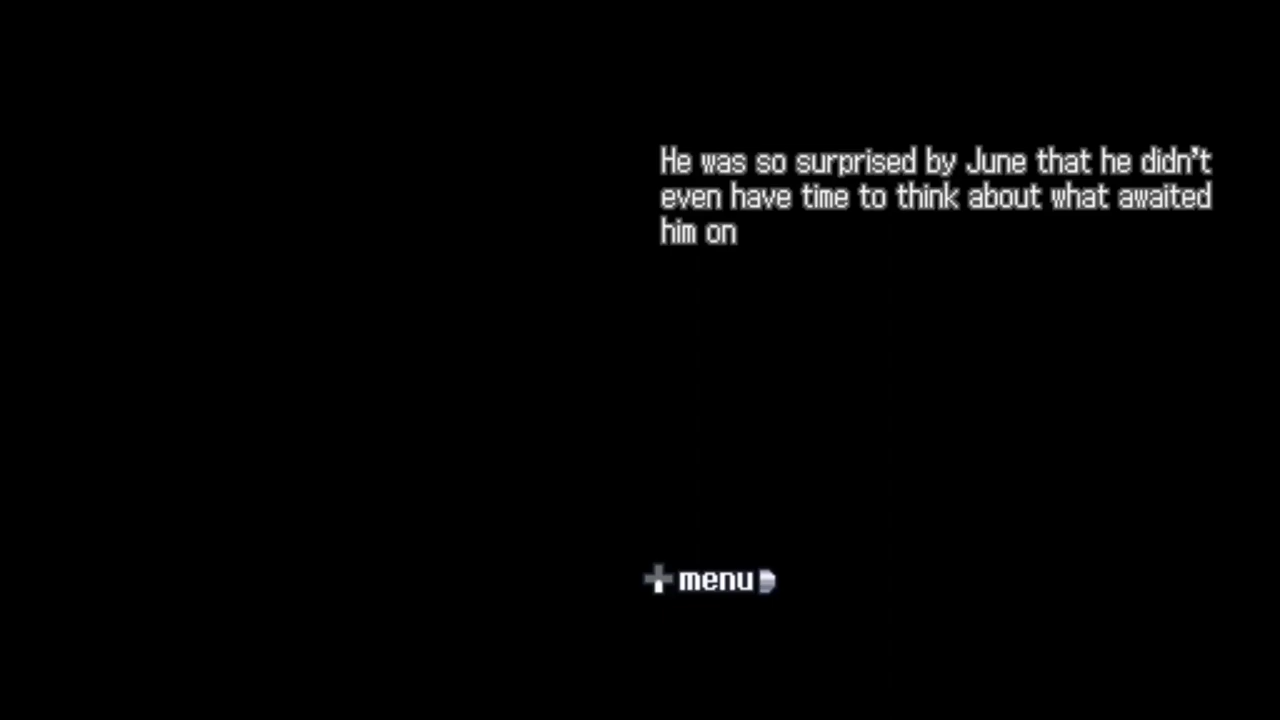 He was so surprised by June that he didn't
even have time to think about what awaited
him on
menu